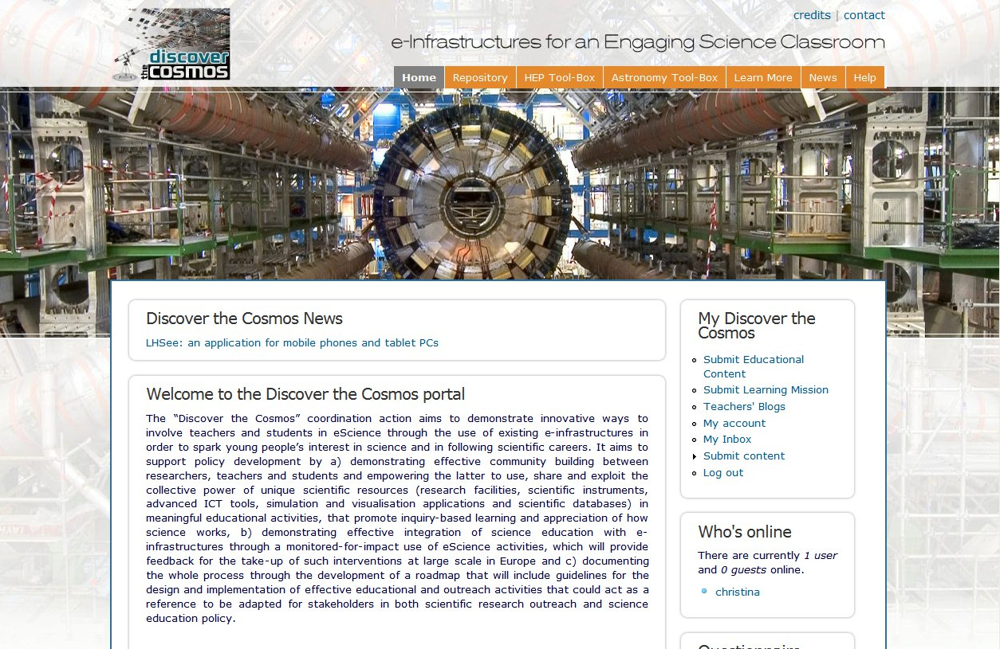 credits | contact
discover
the COSMOS
e-Infrastructures for an Engaging Science Classroom
Home Repository HEP Tool-Box Astronomy Tool-Box Learn More News Help
Discover the Cosmos News
LHSee: an application for mobile phones and tablet PCs
Welcome to the Discover the Cosmos portal
The “Discover the Cosmos” coordination action aims to demonstrate innovative ways to
involve teachers and students in eScience through the use of existing e-infrastructures in
order to spark young people’s interest in science and in following scientific careers. It aims to
support policy development by a) demonstrating effective community building between
researchers, teachers and students and empowering the latter to use, share and exploit the
collective power of unique scientific resources (research facilities, scientific instruments,
advanced ICT tools, simulation and visualisation applications and scientific databases) in
meaningful educational activities, that promote inquiry-based learning and appreciation of how
science works, b) demonstrating effective integration of science education with e-
infrastructures through a monitored-for-impact use of eScience activities, which will provide
feedback for the take-up of such interventions at large scale in Europe and c) documenting
the whole process through the development of a roadmap that will include guidelines for the
design and implementation of effective educational and outreach activities that could act as a
reference to be adapted for stakeholders in both scientific research outreach and science
education policy.
My Discover the
Cosmos
Submit Educational
Content
Submit Learning Mission
Teachers' Blogs
My account
My Inbox
Submit content
Log out
Who's online
There are currently 1 user
and 0 guests online.
christina
Questionnaire